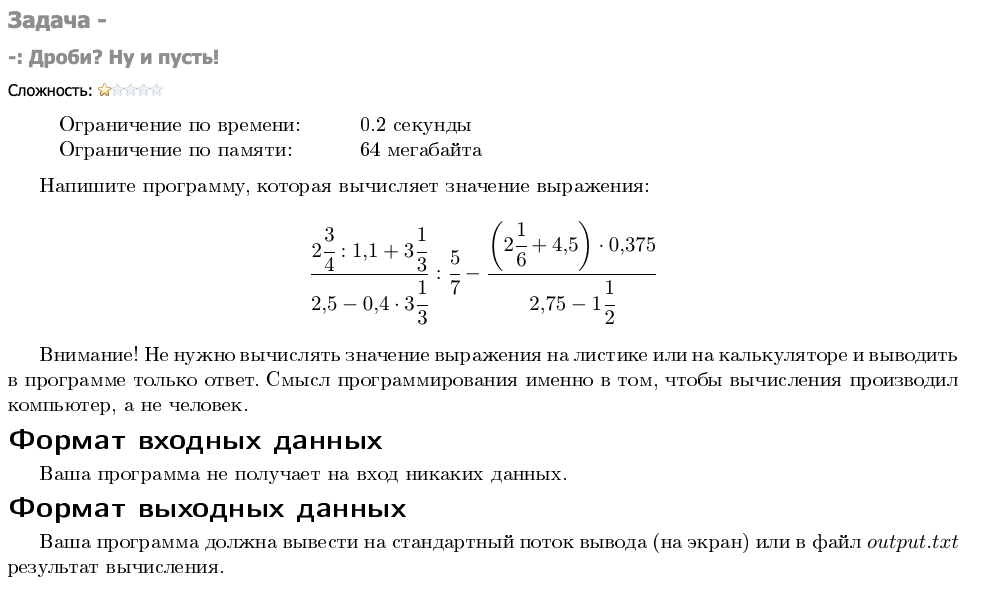 Задача -
-: Дроби? Ну и пусть!
Сложность:
Ограничение по времени: 0.2 секунды
Ограничение по памяти: 64 мегабайта
Напишите программу, которая вычисляет значение выражения:
\frac{2\frac{3}{4} : 1,1 + 3\frac{1}{3}}{2,5 − 0,4 · 3\frac{1}{3}} : \frac{5}{7} − \frac{(2\frac{1}{6} + 4,5) · 0,375}{2,75 − 1\frac{1}{2}}
Внимание! Не нужно вычислять значение выражения на листике или на калькуляторе и выводить
в программе только ответ. Смысл программирования именно в том, чтобы вычисления производил
компьютер, а не человек.
Формат входных данных
Ваша программа не получает на вход никаких данных.
Формат выходных данных
Ваша программа должна вывести на стандартный поток вывода (на экран) или в файл output.txt
результат вычисления.